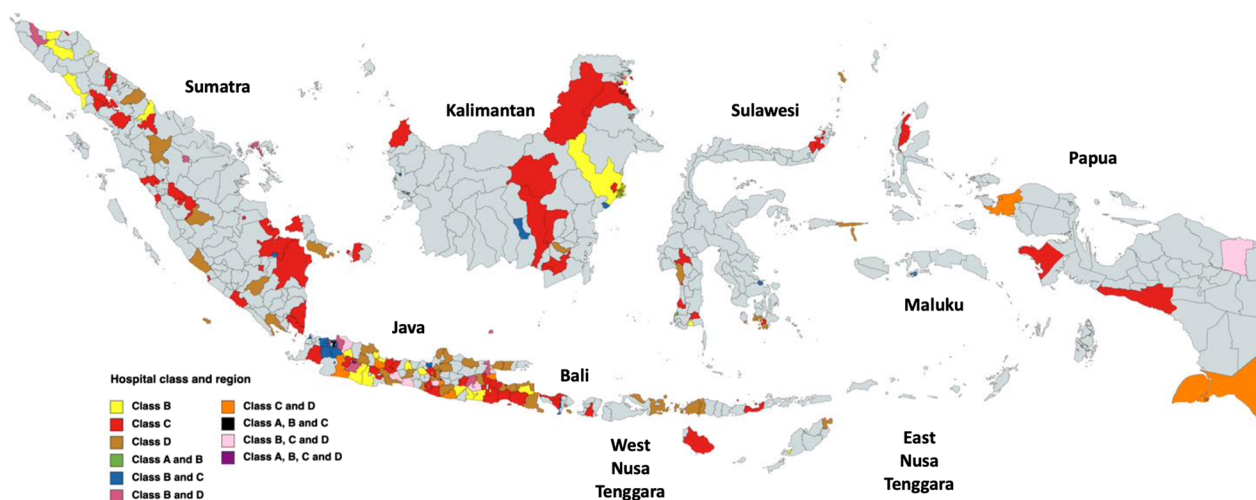 Sumatra
Kalimantan
Sulawesi
Papua
Maluku
Java
Bali
West
Nusa
Tenggara
East
Nusa
Tenggara
Hospital class and region
Class B
Class C
Class D
Class A and B
Class B and C
Class B and D
Class C and D
Class A, B and C
Class B, C and D
Class A, B, C and D